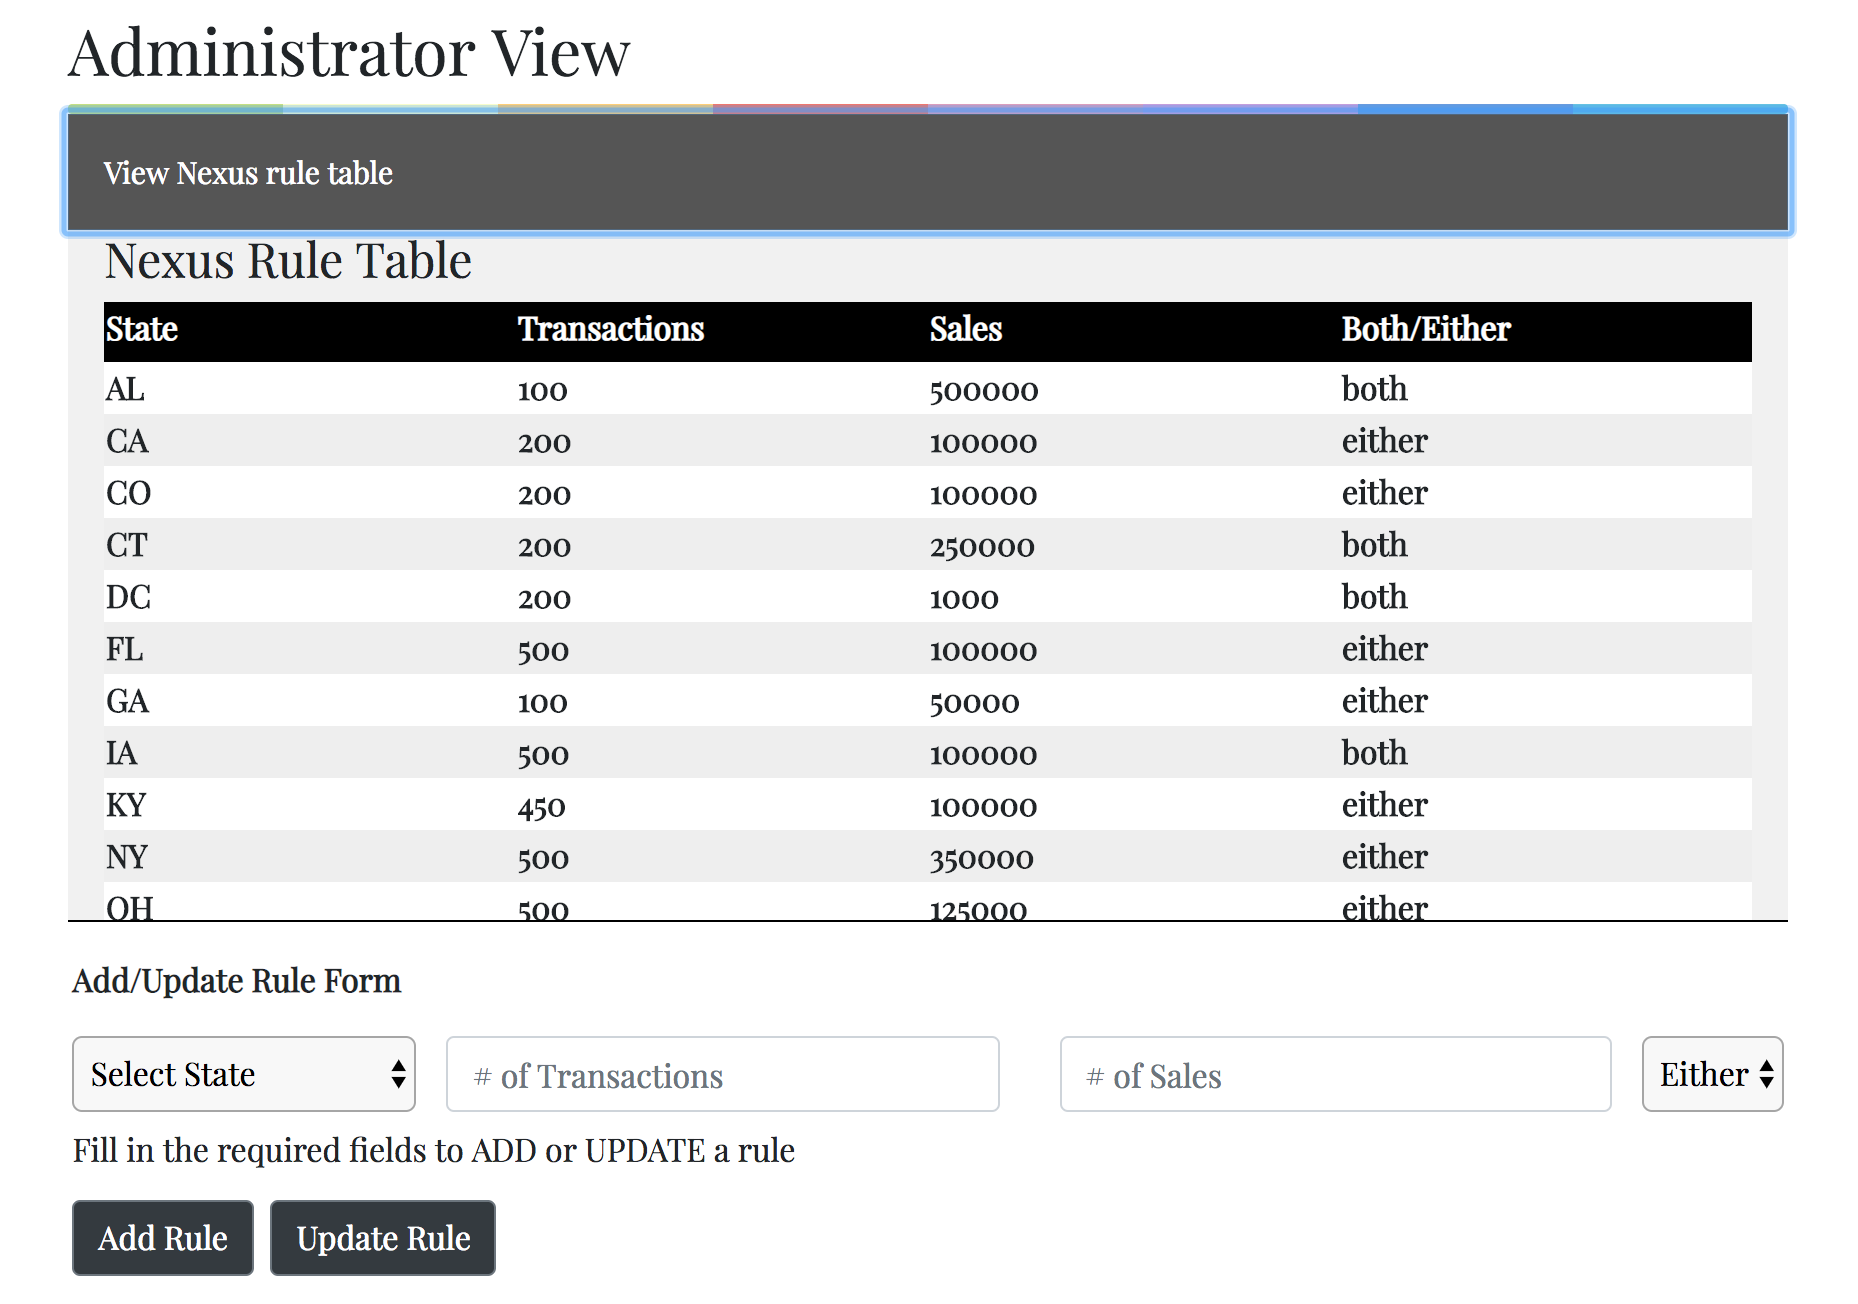 Administrator View
View Nexus rule table
Nexus Rule Table
State Transactions Sales Both/Either
AL 100 500000 both
CA 200 100000 either
CO 200 100000 either
CT 200 250000 both
DC 200 1000 both
FL 500 100000 either
GA 100 50000 either
IA 500 100000 both
KY 450 100000 either
NY 500 350000 either
OH 500 125000 either
Add/Update Rule Form
Select State # of Transactions # of Sales Either
Fill in the required fields to ADD or UPDATE a rule
Add Rule Update Rule